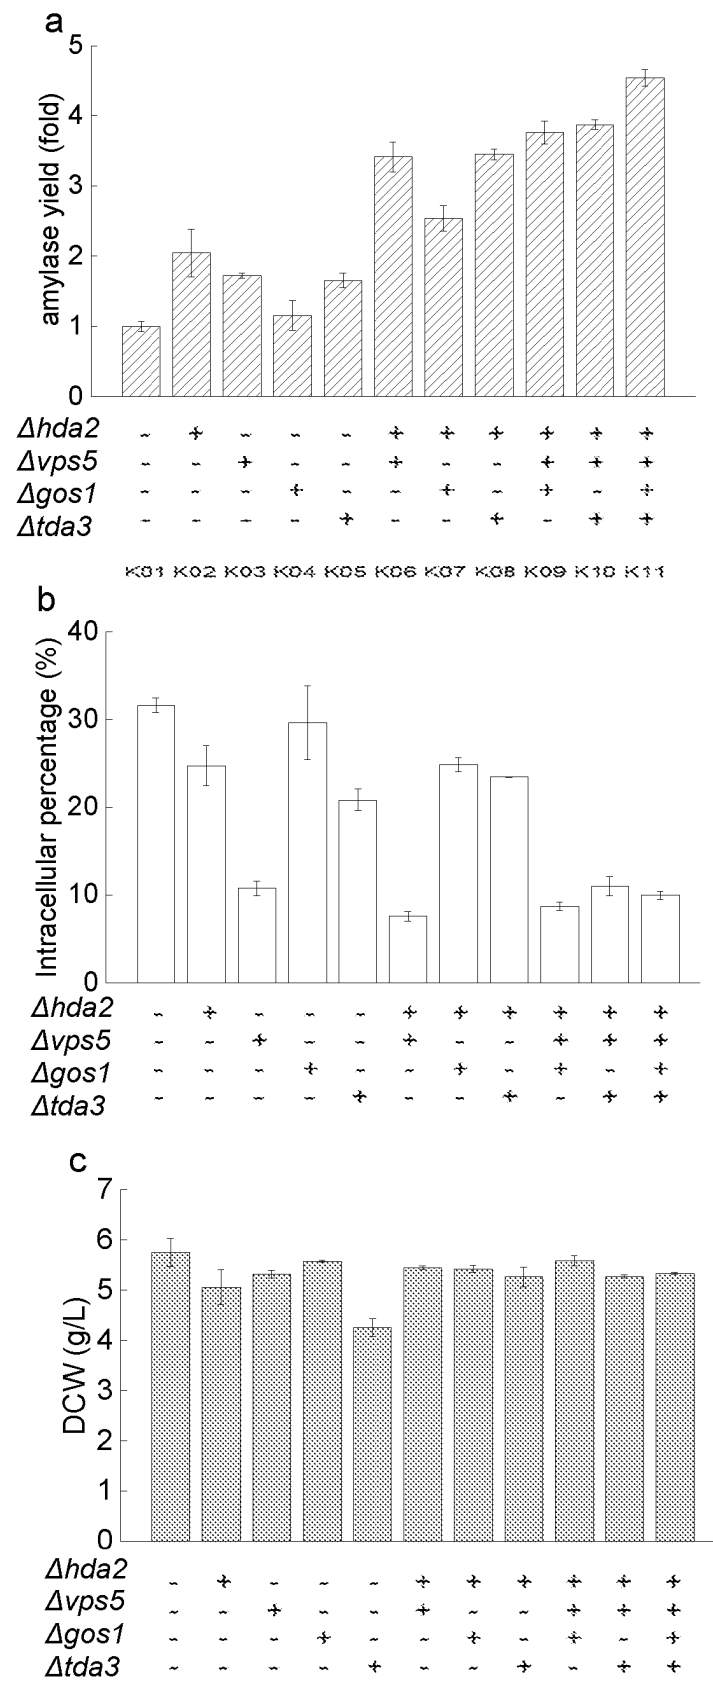 a
amylase yield (fold)
5
4
3
2
1
0
Δhda2 - + - - - + + + + + +
Δvps5 - - + - - + - - + + +
Δgos1 - - - + - - + - + - +
Δtda3 - - - - + - - + - + +
K01 K02 K03 K04 K05 K06 K07 K08 K09 K10 K11
b
Intracellular percentage (%)
40
30
20
10
0
Δhda2 - + - - - + + + + + +
Δvps5 - - + - - + - - + + +
Δgos1 - - - + - - + - + - +
Δtda3 - - - - + - - + - + +
c
DCW (g/L)
7
6
5
4
3
2
1
0
Δhda2 - + - - - + + + + + +
Δvps5 - - + - - + - - + + +
Δgos1 - - - + - - + - + - +
Δtda3 - - - - + - - + - + +